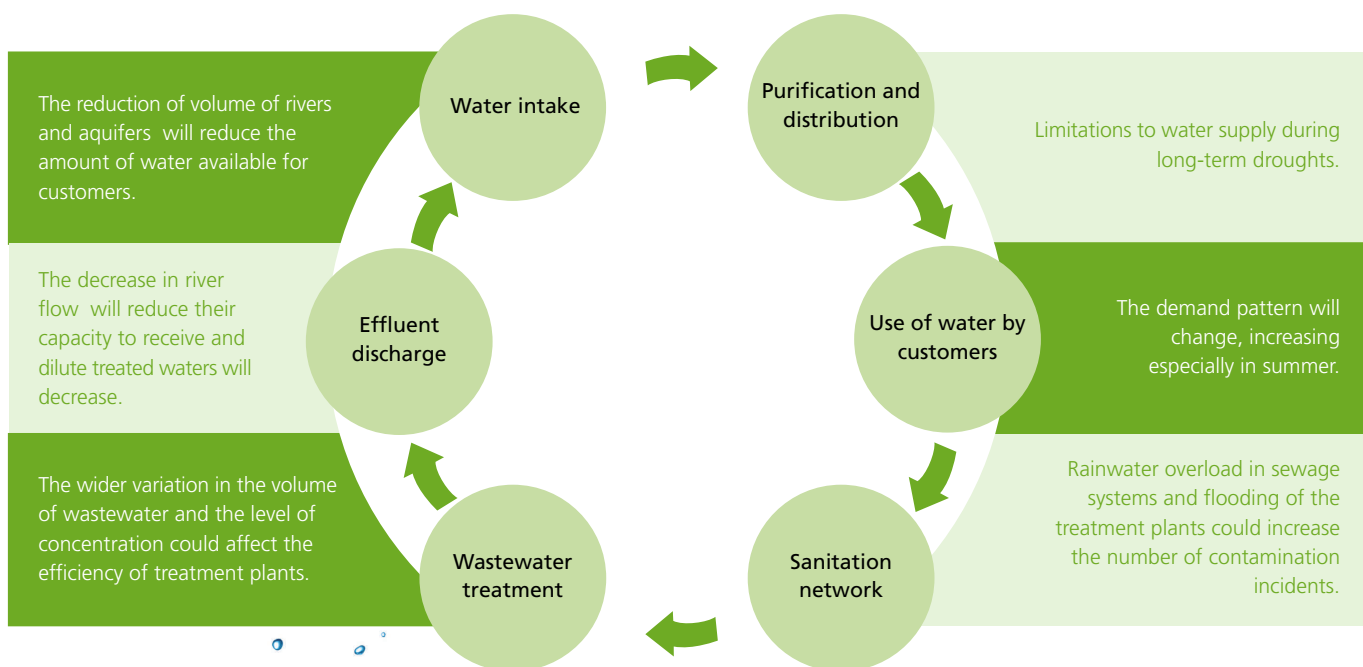 The reduction of volume of rivers
and aquifers will reduce the
amount of water available for
customers.
Water intake
Purification and
distribution
Limitations to water supply during
long-term droughts.
The decrease in river
flow will reduce their
capacity to receive and
dilute treated waters will
decrease.
Effluent
discharge
Use of water by
customers
The demand pattern will
change, increasing
especially in summer.
The wider variation in the volume
of wastewater and the level of
concentration could affect the
efficiency of treatment plants.
Wastewater
treatment
Sanitation
network
Rainwater overload in sewage
systems and flooding of the
treatment plants could increase
the number of contamination
incidents.